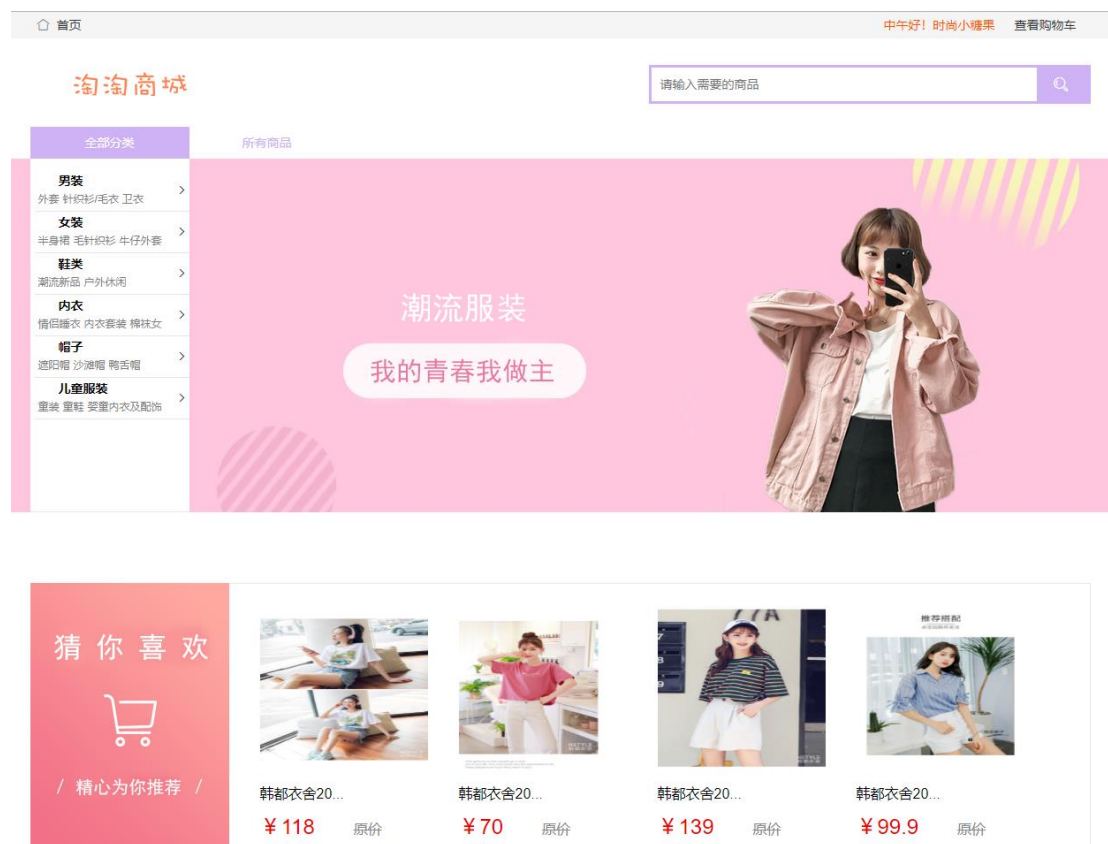 首页
中午好！时尚小糖果 查看购物车
淘淘商城
请输入需要的商品
全部分类 所有商品
男装
外套 针织衫/毛衣 卫衣
女装
半身裙 毛针织衫 牛仔外套
鞋类
潮流新品 户外休闲
内衣
情侣睡衣 内衣套装 棉袜女
帽子
遮阳帽 沙滩帽 鸭舌帽
儿童服装
童装 童鞋 婴童内衣及配饰
潮流服装
我的青春我做主
猜你喜欢
/ 精心为你推荐 /
推荐搭配
韩都衣舍20... 韩都衣舍20... 韩都衣舍20... 韩都衣舍20...
¥118 原价 ¥70 原价 ¥139 原价 ¥99.9 原价